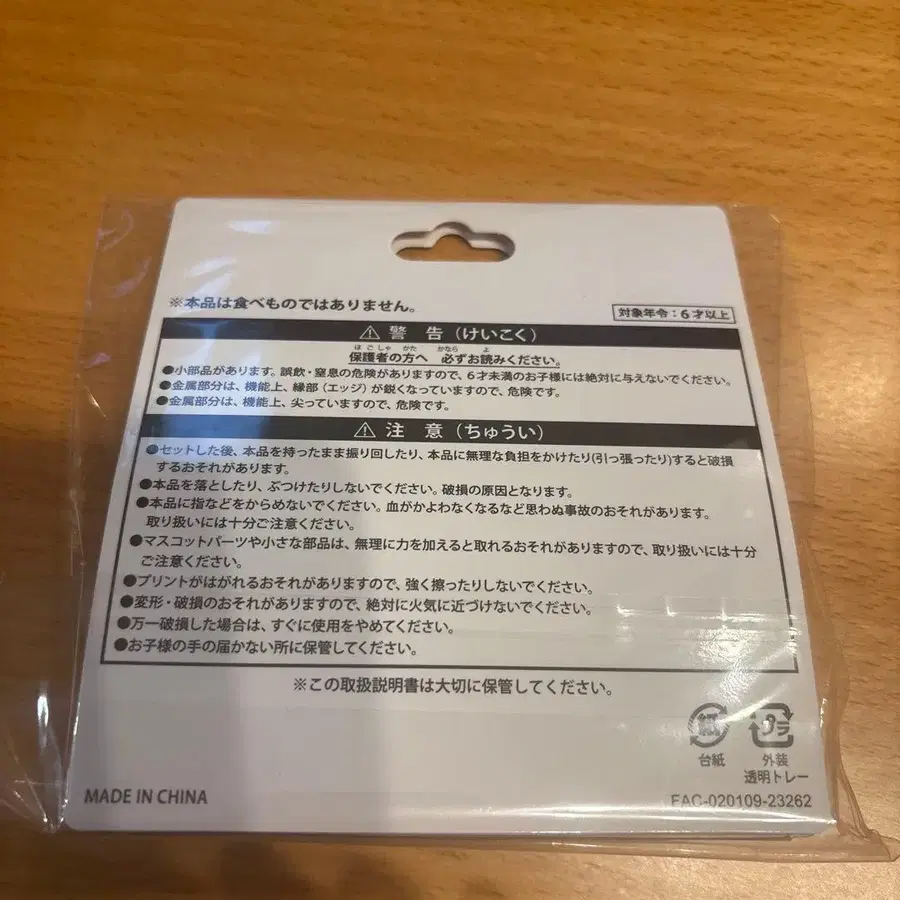 ※本品は食べものではありません。
対象年令：6才以上
⚠ 警 告（けいこく）
ほごしゃ かた かなら よ
保護者の方へ 必ずお読みください。
●小部品があります。誤飲・窒息の危険がありますので、6才未満のお子様には絶対に与えないでください。
●金属部分は、機能上、縁部（エッジ）が鋭くなっていますので、危険です。
●金属部分は、機能上、尖っていますので、危険です。
⚠ 注 意（ちゅうい）
●セットした後、本品を持ったまま振り回したり、本品に無理な負担をかけたり(引っ張ったり)すると破損
するおそれがあります。
●本品を落としたり、ぶつけたりしないでください。破損の原因となります。
●本品に指などをからめないでください。血がかよわなくなるなど思わぬ事故のおそれがあります。
取り扱いには十分ご注意ください。
●マスコットパーツや小さな部品は、無理に力を加えると取れるおそれがありますので、取り扱いには十分
ご注意ください。
●プリントがはがれるおそれがありますので、強く擦ったりしないでください。
●変形・破損のおそれがありますので、絶対に火気に近づけないでください。
●万一破損した場合は、すぐに使用をやめてください。
●お子様の手の届かない所に保管してください。
※この取扱説明書は大切に保管してください。
紙 プラ
台紙 外装
透明トレー
MADE IN CHINA
EAC-020109-23262